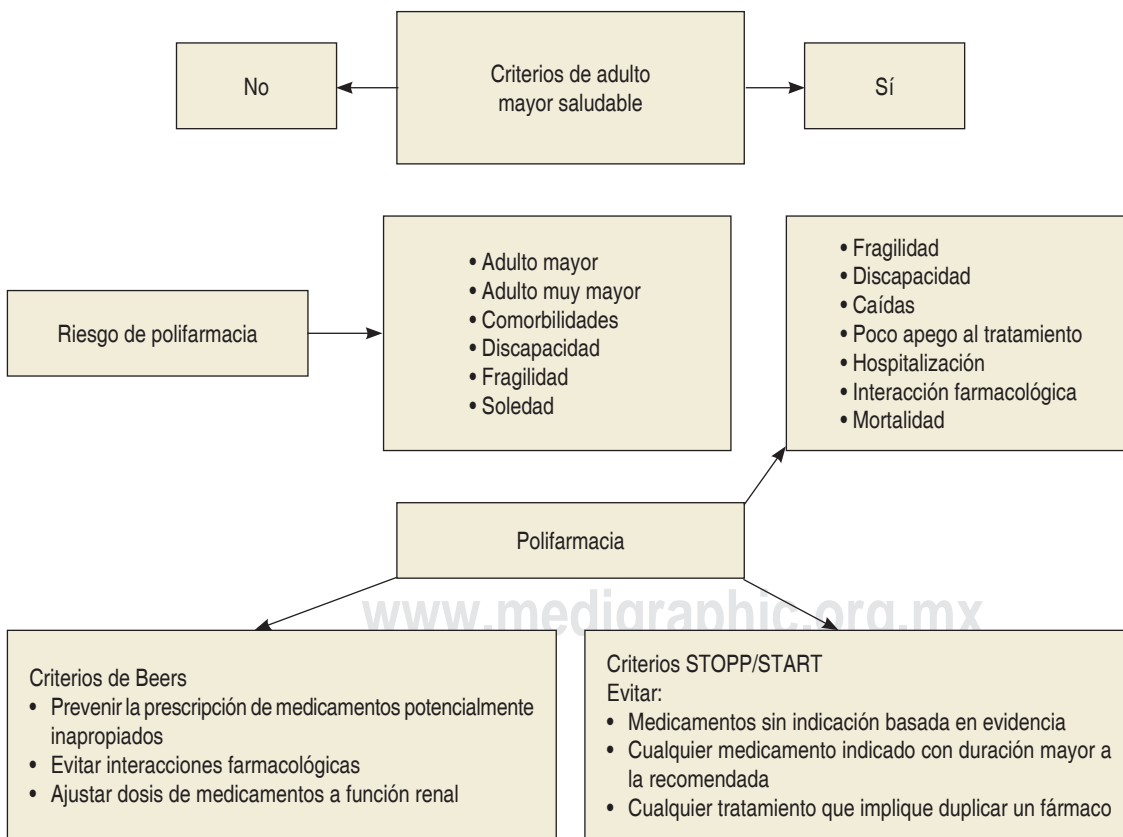 No
Criterios de adulto
mayor saludable
Sí
Riesgo de polifarmacia
• Adulto mayor
• Adulto muy mayor
• Comorbilidades
• Discapacidad
• Fragilidad
• Soledad
• Fragilidad
• Discapacidad
• Caídas
• Poco apego al tratamiento
• Hospitalización
• Interacción farmacológica
• Mortalidad
Polifarmacia
www.medigraphic.org.mx
Criterios de Beers
• Prevenir la prescripción de medicamentos potencialmente
inapropiados
• Evitar interacciones farmacológicas
• Ajustar dosis de medicamentos a función renal
Criterios STOPP/START
Evitar:
• Medicamentos sin indicación basada en evidencia
• Cualquier medicamento indicado con duración mayor a
la recomendada
• Cualquier tratamiento que implique duplicar un fármaco